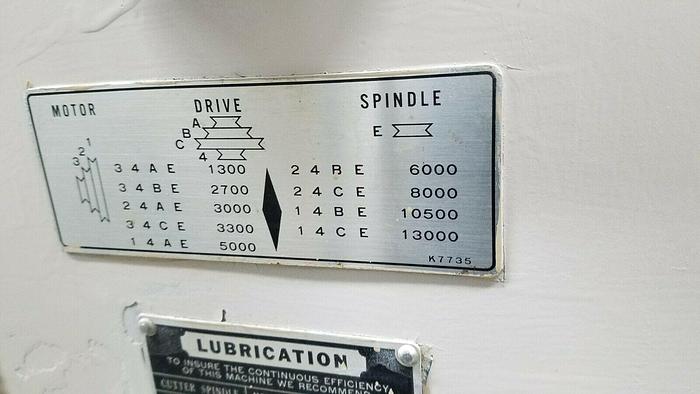 MOTOR DRIVE SPINDLE
A
B E
C
1
2
3
4
3 4 A E 1300
3 4 B E 2700
2 4 A E 3000
3 4 C E 3300
1 4 A E 5000
2 4 B E 6000
2 4 C E 8000
1 4 B E 10500
1 4 C E 13000
K7735
LUBRICATION
TO INSURE THE CONTINUOUS EFFICIENCY
OF THIS MACHINE WE RECOMMEND
CUTTER SPINDLE